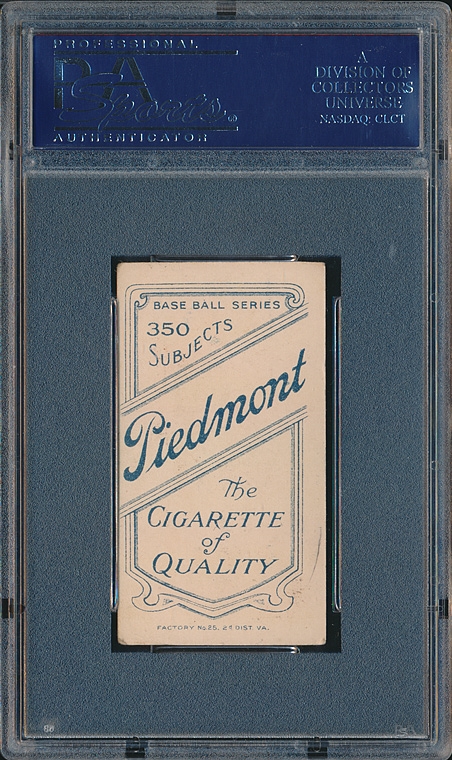 PROFESSIONAL
PSA
Sports®
AUTHENTICATOR
A
DIVISION OF
COLLECTORS
UNIVERSE
NASDAQ: CLCT
BASE BALL SERIES
350
SUBJECTS
Piedmont
The
CIGARETTE
of
QUALITY
FACTORY No. 25, 2d DIST. VA.
PSA